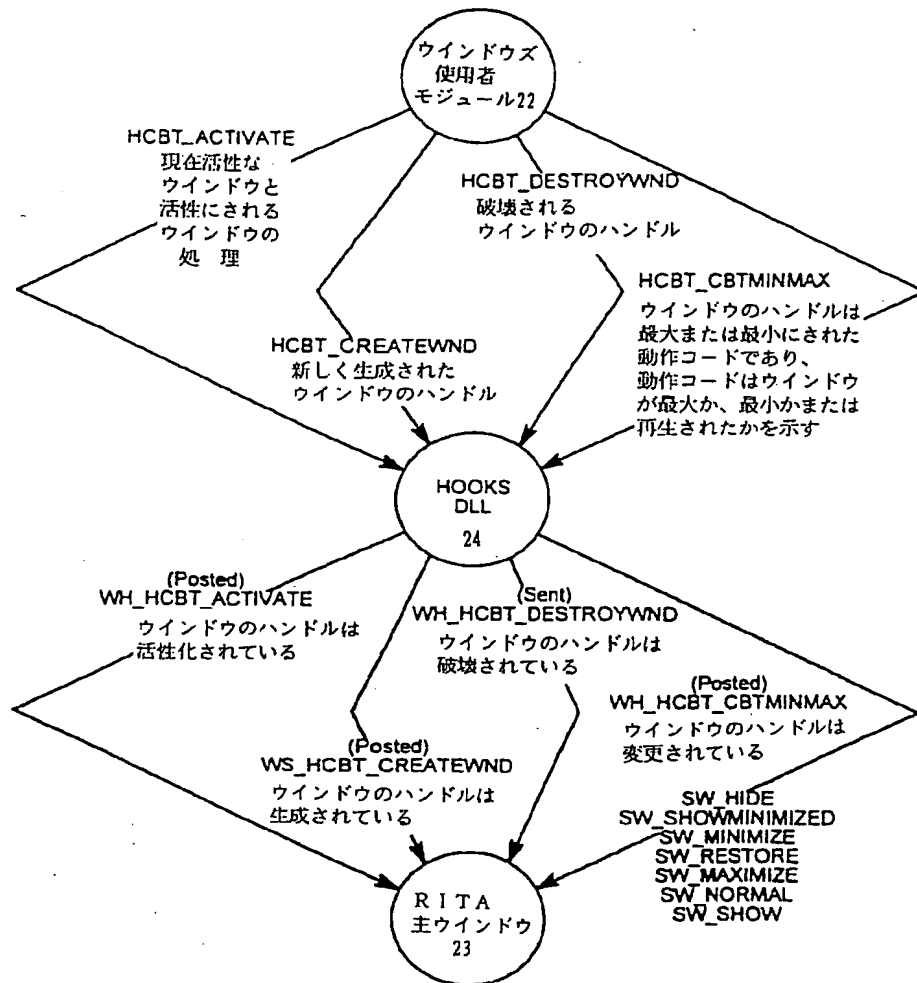 ウインドウズ
使用者
モジュール22
HCBT_ACTIVATE
現在活性な
ウインドウと
活性にされる
ウインドウの
処 理
HCBT_DESTROYWND
破壊される
ウインドウのハンドル
HCBT_CREATEWND
新しく生成された
ウインドウのハンドル
HCBT_CBTMINMAX
ウインドウのハンドルは
最大または最小にされた
動作コードであり、
動作コードはウインドウ
が最大か、最小かまたは
再生されたかを示す
HOOKS
DLL
24
(Posted)
WH_HCBT_ACTIVATE
ウインドウのハンドルは
活性化されている
(Sent)
WH_HCBT_DESTROYWND
ウインドウのハンドルは
破壊されている
(Posted)
WS_HCBT_CREATEWND
ウインドウのハンドルは
生成されている
(Posted)
WH_HCBT_CBTMINMAX
ウインドウのハンドルは
変更されている
SW_HIDE
SW_SHOWMINIMIZED
SW_MINIMIZE
SW_RESTORE
SW_MAXIMIZE
SW_NORMAL
SW_SHOW
RITA
主ウインドウ
23